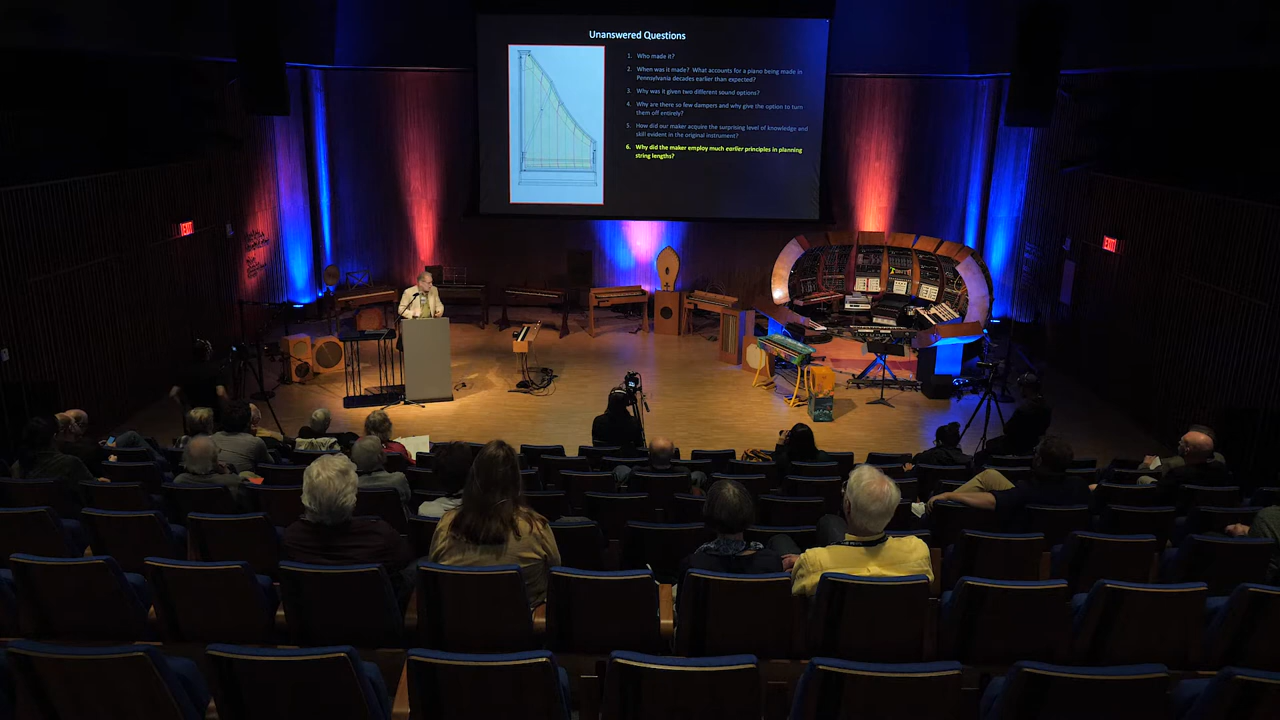 Unanswered Questions
1. Who made it?
2. When was it made? What accounts for a piano being made in
Pennsylvania decades earlier than expected?
3. Why was it given two different sound options?
4. Why are there so few dampers and why give the option to turn
them off entirely?
5. How did our maker acquire the surprising level of knowledge and
skill evident in the original instrument?
6. Why did the maker employ much earlier principles in planning
string lengths?
EXIT
EXIT